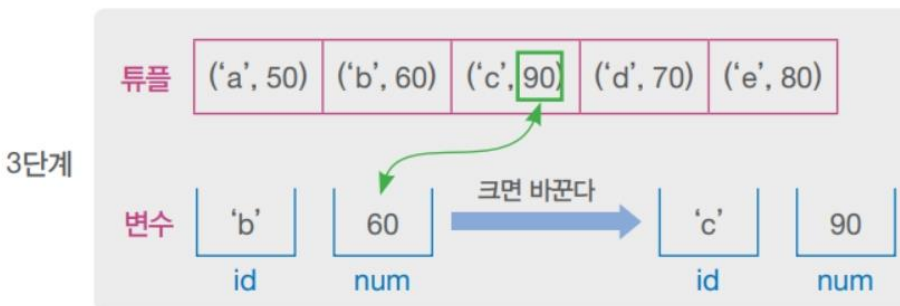 튜플 ('a', 50) ('b', 60) ('c', 90) ('d', 70) ('e', 80)
3단계
크면 바꾼다
변수 'b' 60 'c' 90
id num id num